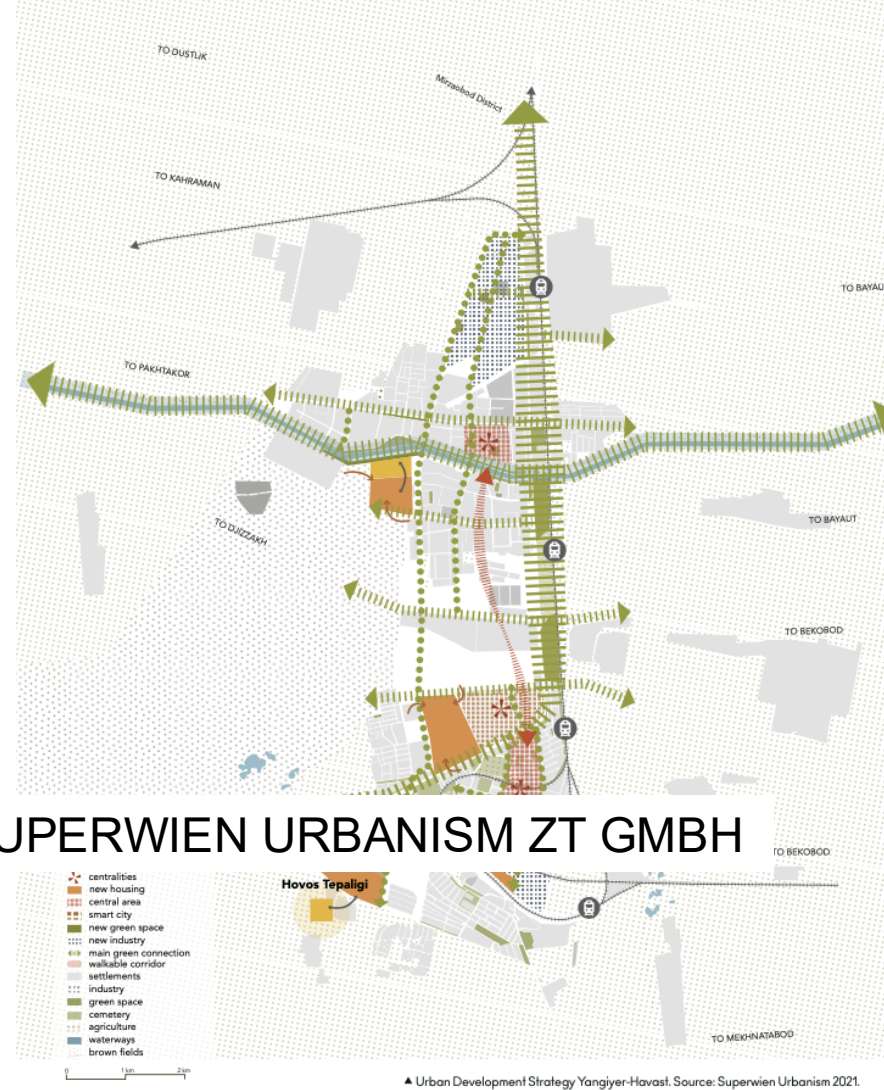 TO DUSTLIK
Mirzaobod District
TO KAHRAMAN
TO BAYAU
TO PAKHTAKOR
TO DJIZZAKH
TO BAYAUT
TO BEKOBOD
UPERWIEN URBANISM ZT GMBH
TO BEKOBOD
Hovos Tepaligi
centralities
new housing
central area
smart city
new green space
new industry
main green connection
walkable corridor
settlements
industry
green space
cemetery
agriculture
waterways
brown fields
0 1 km 2 km
TO MEKHNATABOD
▲ Urban Development Strategy Yangiyer-Havast. Source: Superwien Urbanism 2021.